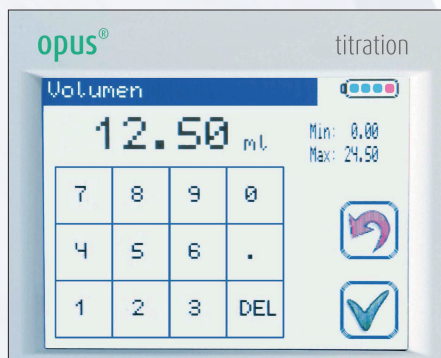 opus® titration
Volumen
12.50 ml
Min: 0.00
Max: 24.50
7 8 9 0
4 5 6 .
1 2 3 DEL